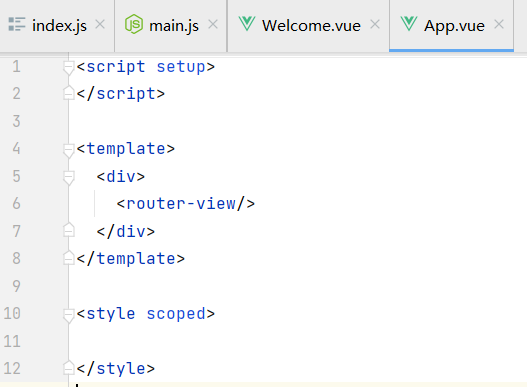 index.js main.js Welcome.vue App.vue
1 <script setup>
2 </script>
3
4 <template>
5   <div>
6     <router-view/>
7   </div>
8 </template>
9
10 <style scoped>
11
12 </style>